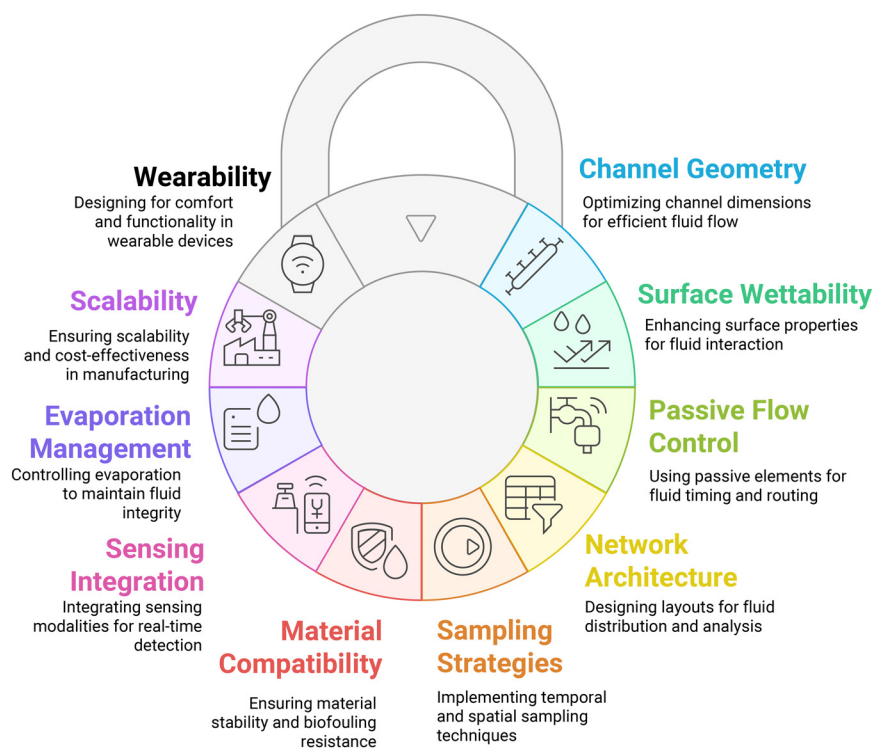 Channel Geometry
Optimizing channel dimensions
for efficient fluid flow
Surface Wettability
Enhancing surface properties
for fluid interaction
Passive Flow
Control
Using passive elements for
fluid timing and routing
Network
Architecture
Designing layouts for fluid
distribution and analysis
Sampling
Strategies
Implementing temporal
and spatial sampling
techniques
Material
Compatibility
Ensuring material
stability and biofouling
resistance
Sensing
Integration
Integrating sensing
modalities for real-time
detection
Evaporation
Management
Controlling evaporation
to maintain fluid
integrity
Scalability
Ensuring scalability
and cost-effectiveness
in manufacturing
Wearability
Designing for comfort
and functionality in
wearable devices